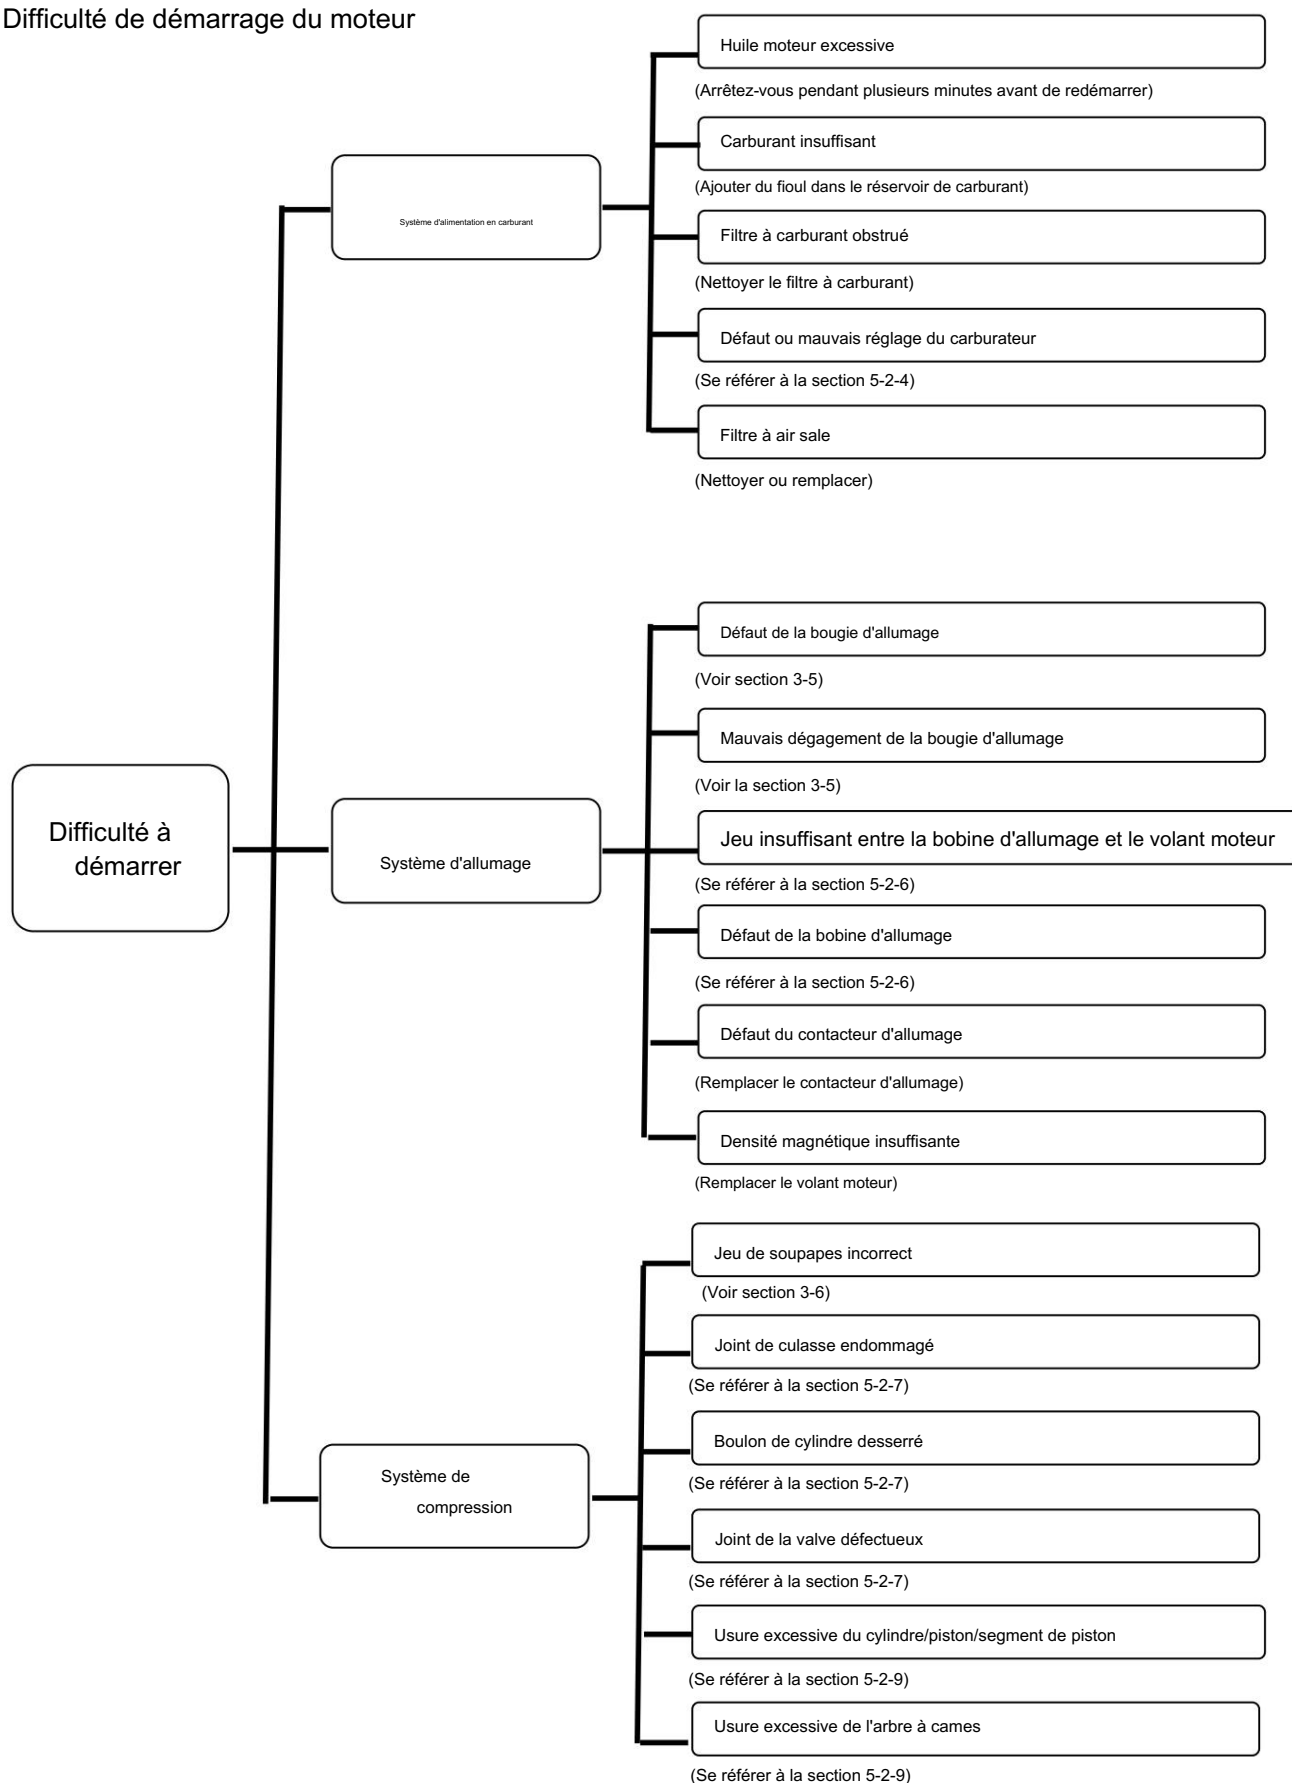 Difficulté de démarrage du moteur
Huile moteur excessive
(Arrêtez-vous pendant plusieurs minutes avant de redémarrer)
Carburant insuffisant
(Ajouter du fioul dans le réservoir de carburant)
Système d'alimentation en carburant
Filtre à carburant obstrué
(Nettoyer le filtre à carburant)
Défaut ou mauvais réglage du carburateur
(Se référer à la section 5-2-4)
Filtre à air sale
(Nettoyer ou remplacer)
Défaut de la bougie d'allumage
(Voir section 3-5)
Mauvais dégagement de la bougie d'allumage
(Voir la section 3-5)
Difficulté à
démarrer
Système d'allumage
Jeu insuffisant entre la bobine d'allumage et le volant moteur
(Se référer à la section 5-2-6)
Défaut de la bobine d'allumage
(Se référer à la section 5-2-6)
Défaut du contacteur d'allumage
(Remplacer le contacteur d'allumage)
Densité magnétique insuffisante
(Remplacer le volant moteur)
Jeu de soupapes incorrect
(Voir section 3-6)
Joint de culasse endommagé
(Se référer à la section 5-2-7)
Boulon de cylindre desserré
(Se référer à la section 5-2-7)
Système de
compression
Joint de la valve défectueux
(Se référer à la section 5-2-7)
Usure excessive du cylindre/piston/segment de piston
(Se référer à la section 5-2-9)
Usure excessive de l'arbre à cames
(Se référer à la section 5-2-9)